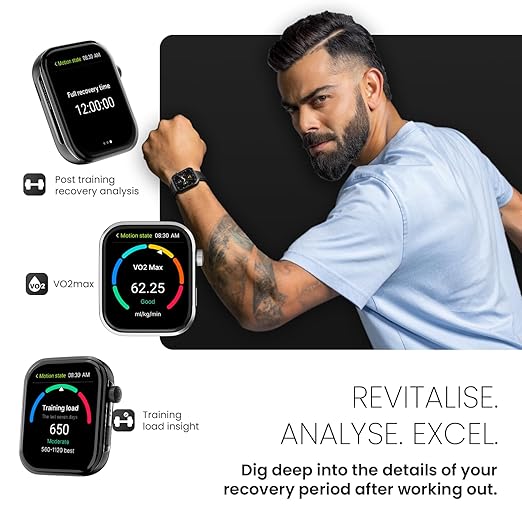 < Motion state 08:30 AM
Full recovery time
12:00:00
Post training
recovery analysis
< Motion state 08:30 AM
VO2 Max
62.25
Good
ml/kg/min
VO2
VO2max
< Motion state 08:30 AM
Training load
The last seven days
650
Moderate
560-1120 best
Training
load insight
REVITALISE.
ANALYSE. EXCEL.
Dig deep into the details of your
recovery period after working out.